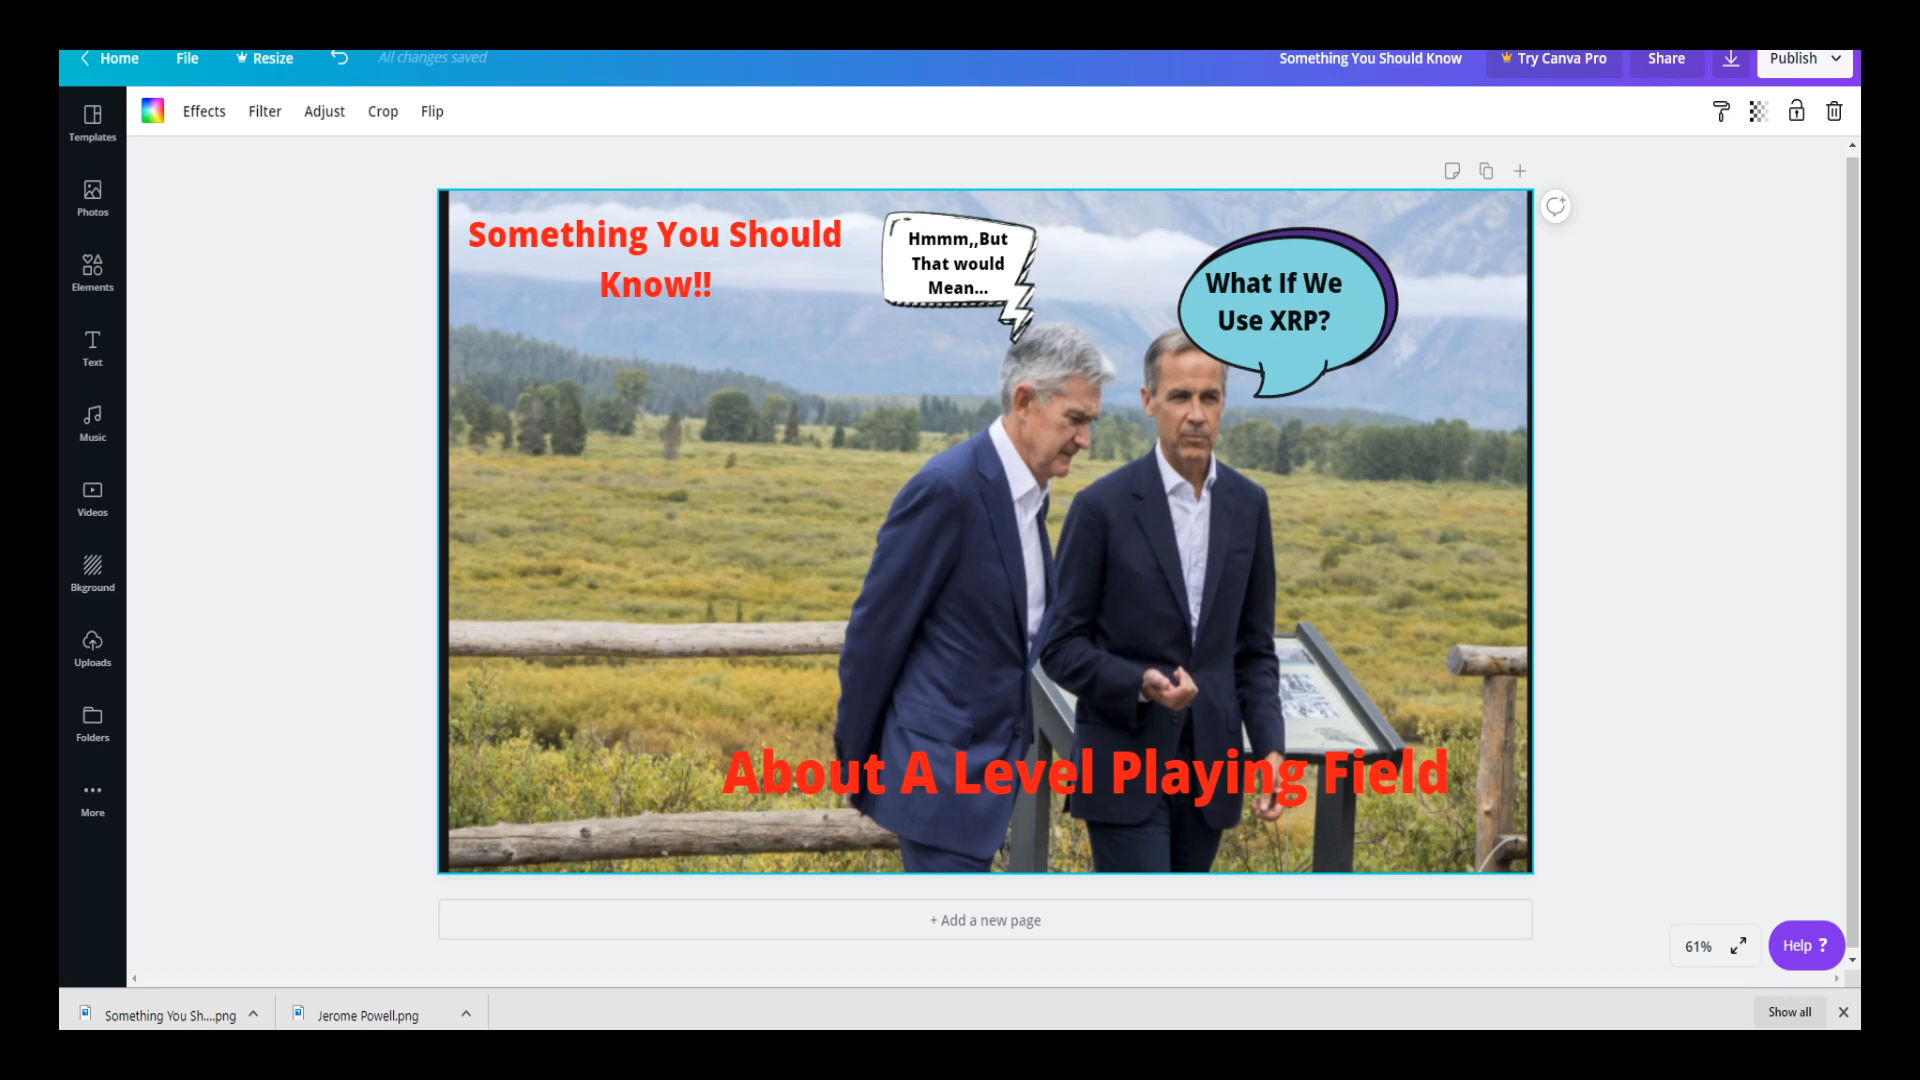 Home File Resize All changes saved Something You Should Know Try Canva Pro Share Publish
Effects Filter Adjust Crop Flip
Templates
Photos
Elements
Text
Music
Videos
Bkground
Uploads
Folders
More
Something You Should
Know!!
Hmmm,,But
That would
Mean...
What If We
Use XRP?
About A Level Playing Field
+ Add a new page
61%
Help ?
Something You Sh....png Jerome Powell.png Show all